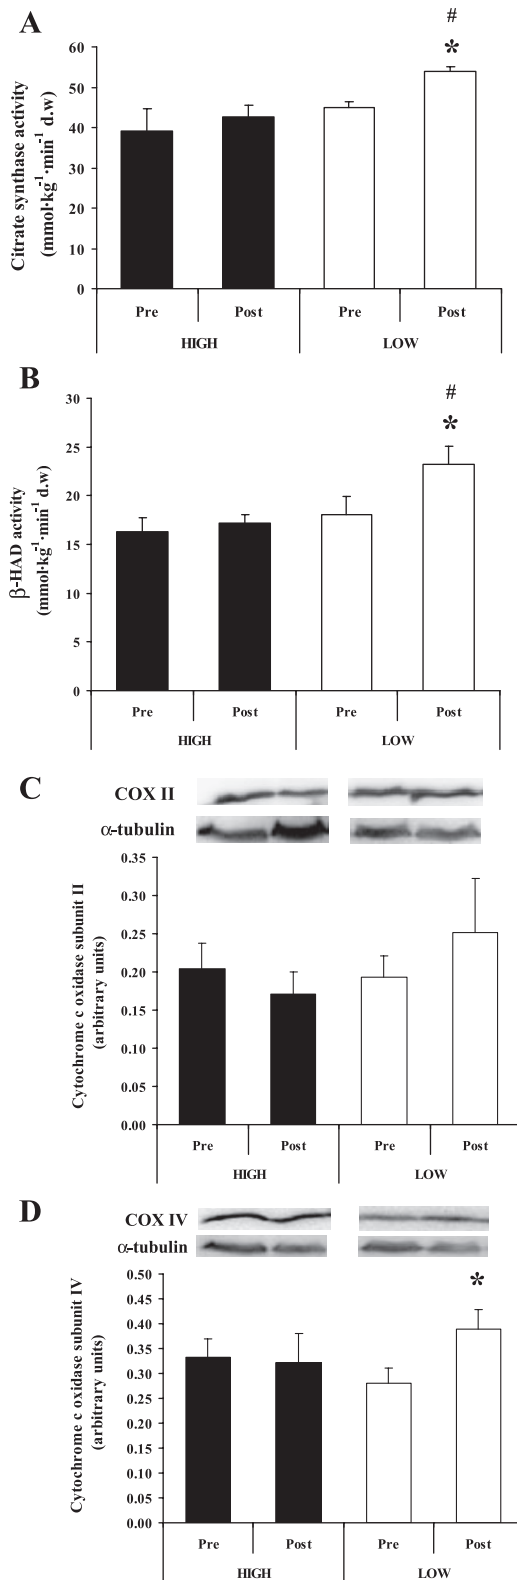 A
#
*
Citrate synthase activity
(mmol·kg⁻¹·min⁻¹ d.w)
60
50
40
30
20
10
0
Pre Post Pre Post
HIGH LOW
B
#
*
β-HAD activity
(mmol·kg⁻¹·min⁻¹ d.w)
30
25
20
15
10
5
0
Pre Post Pre Post
HIGH LOW
C
COX II
α-tubulin
Cytochrome c oxidase subunit II
(arbitrary units)
0.35
0.30
0.25
0.20
0.15
0.10
0.05
0.00
Pre Post Pre Post
HIGH LOW
D
COX IV
α-tubulin
*
Cytochrome c oxidase subunit IV
(arbitrary units)
0.50
0.45
0.40
0.35
0.30
0.25
0.20
0.15
0.10
0.05
0.00
Pre Post Pre Post
HIGH LOW